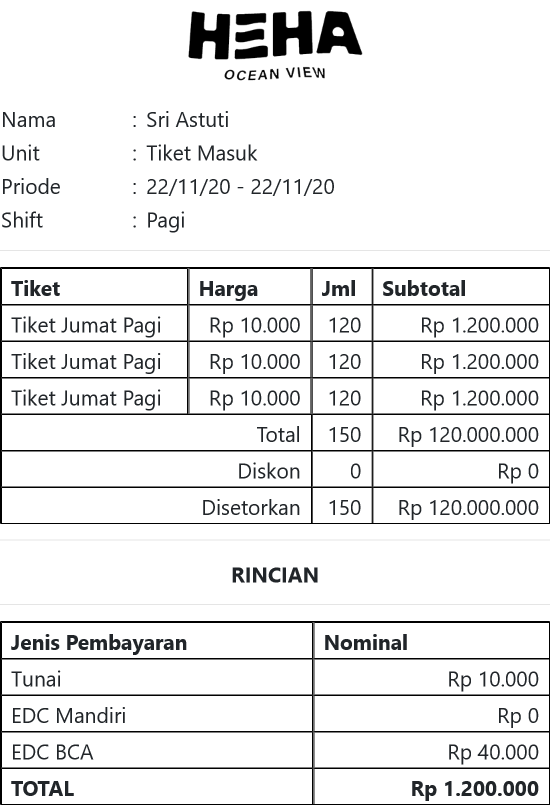 HEHA
OCEAN VIEW
Nama : Sri Astuti
Unit : Tiket Masuk
Priode : 22/11/20 - 22/11/20
Shift : Pagi
Tiket Harga Jml Subtotal
Tiket Jumat Pagi Rp 10.000 120 Rp 1.200.000
Tiket Jumat Pagi Rp 10.000 120 Rp 1.200.000
Tiket Jumat Pagi Rp 10.000 120 Rp 1.200.000
Total 150 Rp 120.000.000
Diskon 0 Rp 0
Disetorkan 150 Rp 120.000.000
RINCIAN
Jenis Pembayaran Nominal
Tunai Rp 10.000
EDC Mandiri Rp 0
EDC BCA Rp 40.000
TOTAL Rp 1.200.000